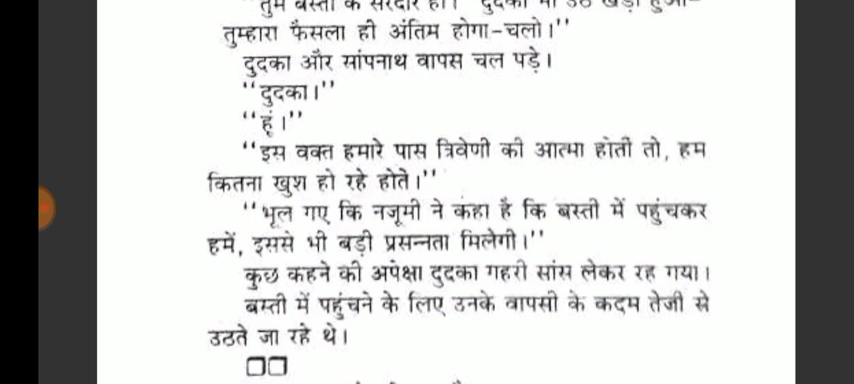 "तुम बस्ती के सरदार हो।" दुदका भी उठ खड़ा हुआ-
तुम्हारा फैसला ही अंतिम होगा-चलो।"
दुदका और सांपनाथ वापस चल पड़े।
"दुदका।"
"हूं।"
"इस वक्त हमारे पास त्रिवेणी की आत्मा होती तो, हम
कितना खुश हो रहे होते।"
"भूल गए कि नजूमी ने कहा है कि बस्ती में पहुंचकर
हमें, इससे भी बड़ी प्रसन्नता मिलेगी।"
कुछ कहने की अपेक्षा दुदका गहरी सांस लेकर रह गया।
बस्ती में पहुंचने के लिए उनके वापसी के कदम तेजी से
उठते जा रहे थे।